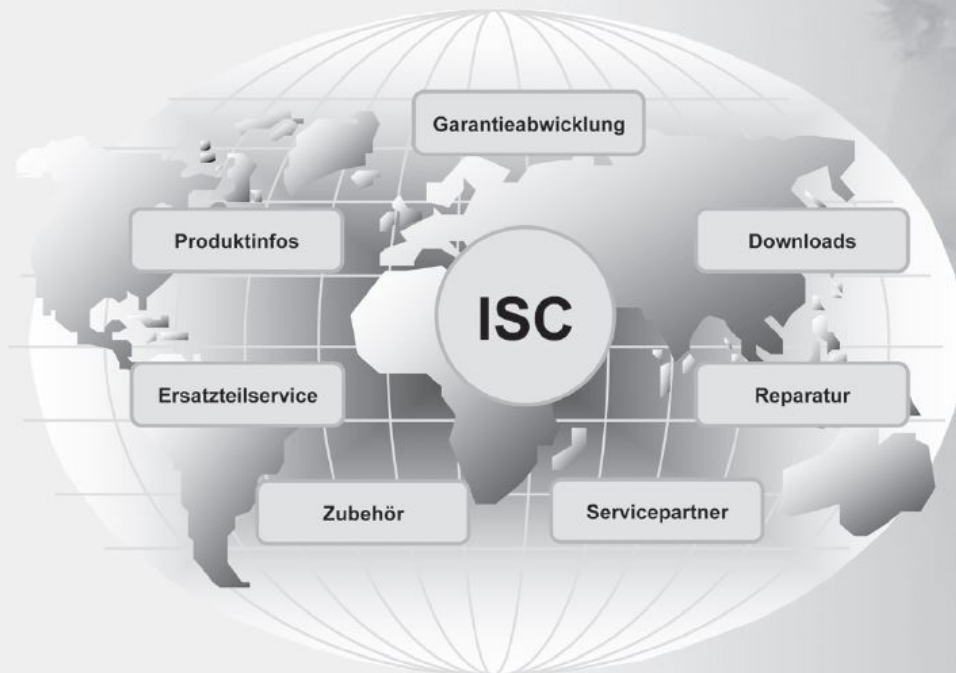 Garantieabwicklung
Produktinfos
Downloads
ISC
Ersatzteilservice
Reparatur
Zubehör
Servicepartner